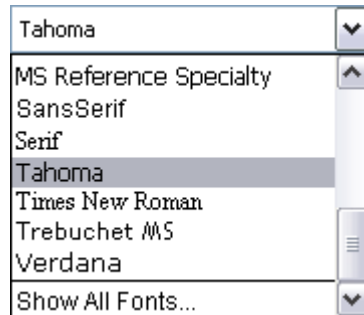 Tahoma
MS Reference Specialty
SansSerif
Serif
Tahoma
Times New Roman
Trebuchet MS
Verdana
Show All Fonts...